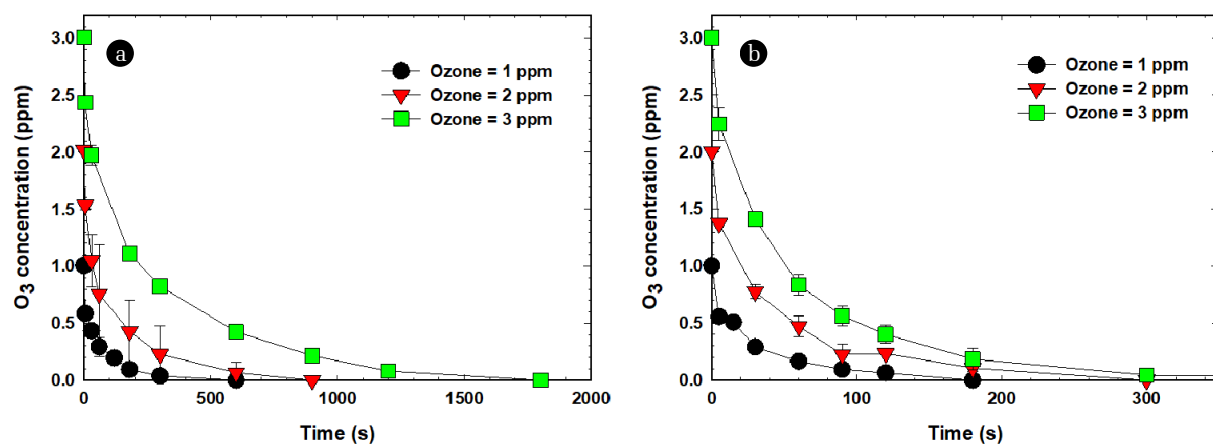 a
Ozone = 1 ppm
Ozone = 2 ppm
Ozone = 3 ppm
O3 concentration (ppm)
3.0
2.5
2.0
1.5
1.0
0.5
0.0
0 500 1000 1500 2000
Time (s)
b
Ozone = 1 ppm
Ozone = 2 ppm
Ozone = 3 ppm
O3 concentration (ppm)
3.0
2.5
2.0
1.5
1.0
0.5
0.0
0 100 200 300
Time (s)